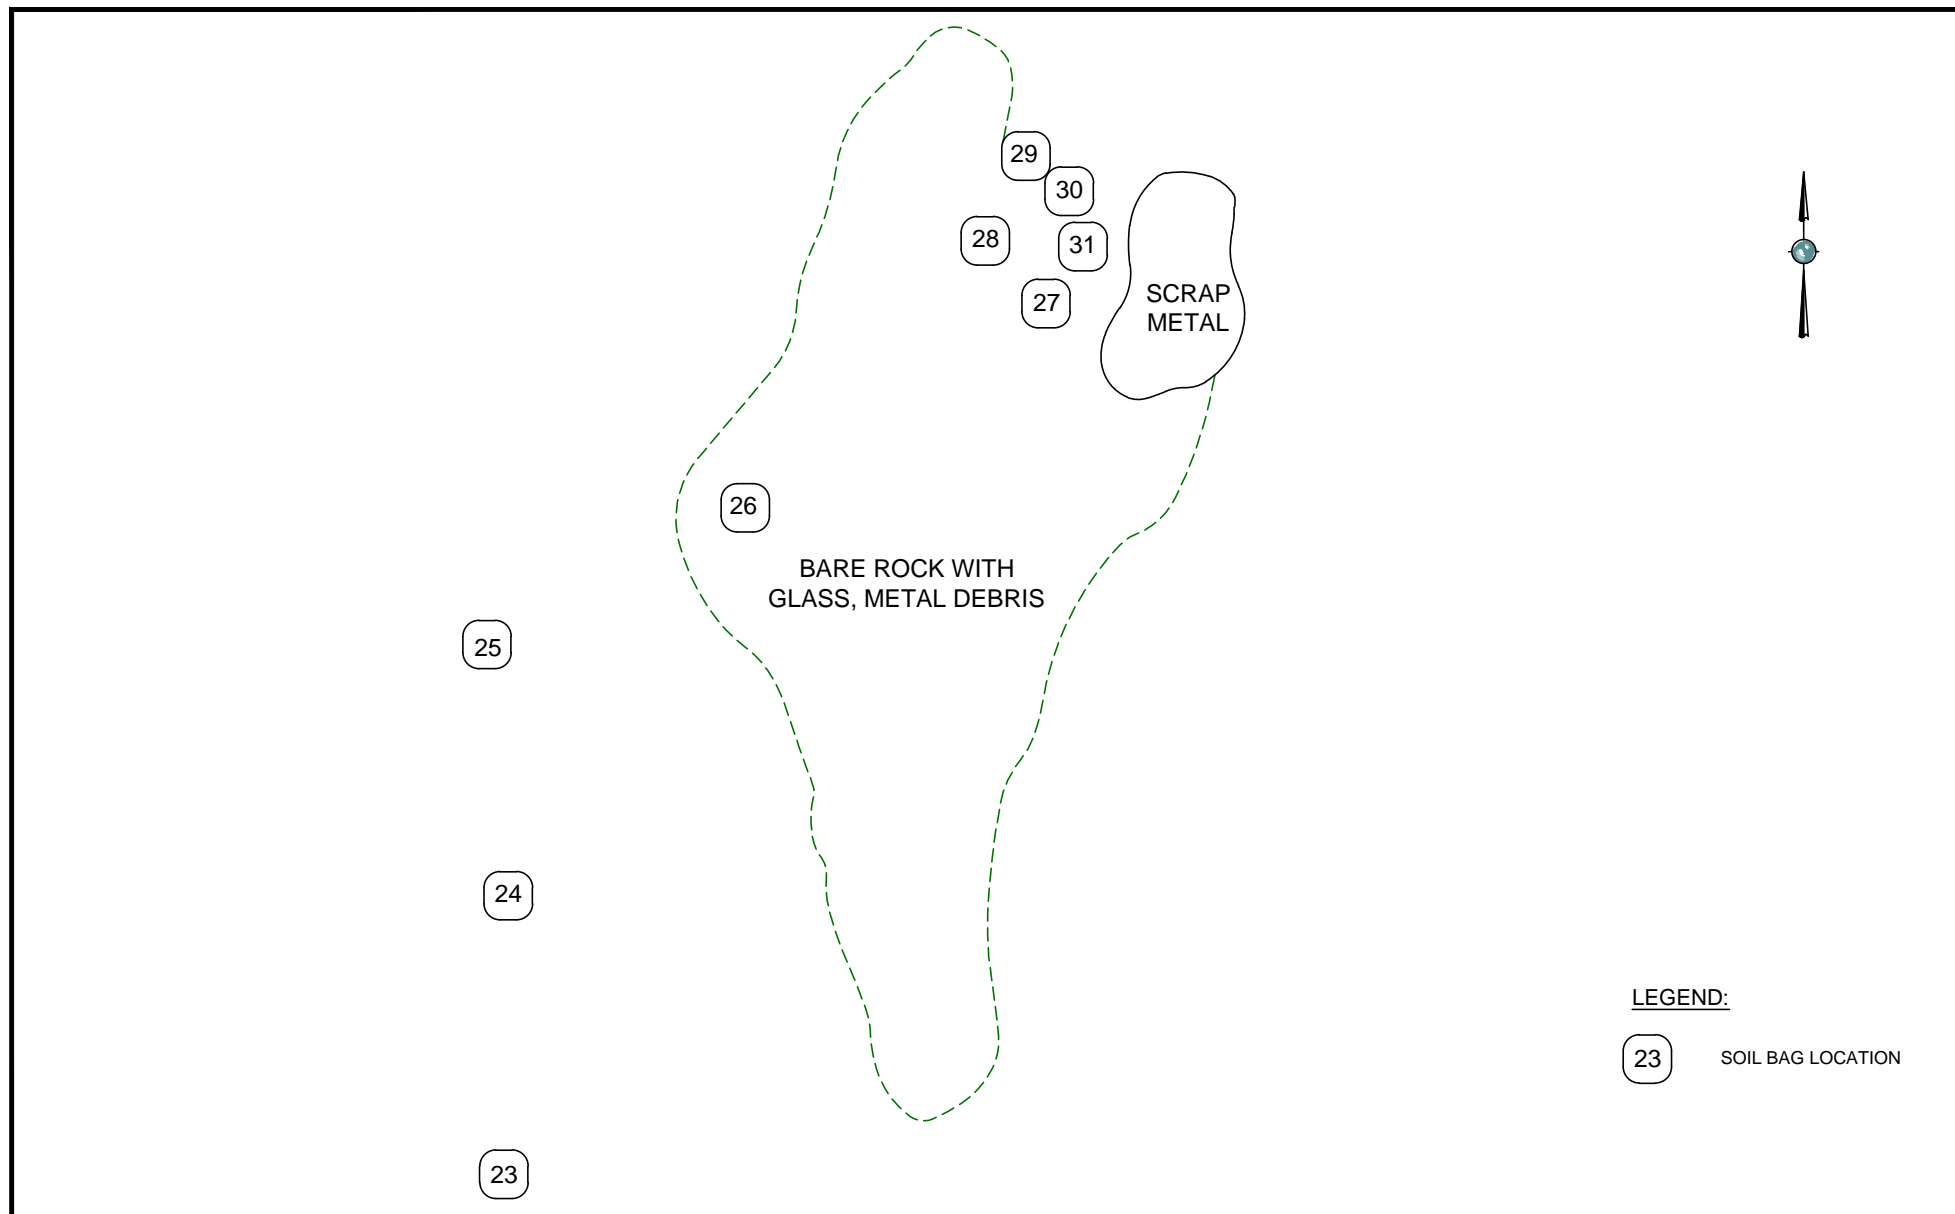 29
30
28
31
27
SCRAP
METAL
26
BARE ROCK WITH
GLASS, METAL DEBRIS
25
24
23
LEGEND:
23 SOIL BAG LOCATION